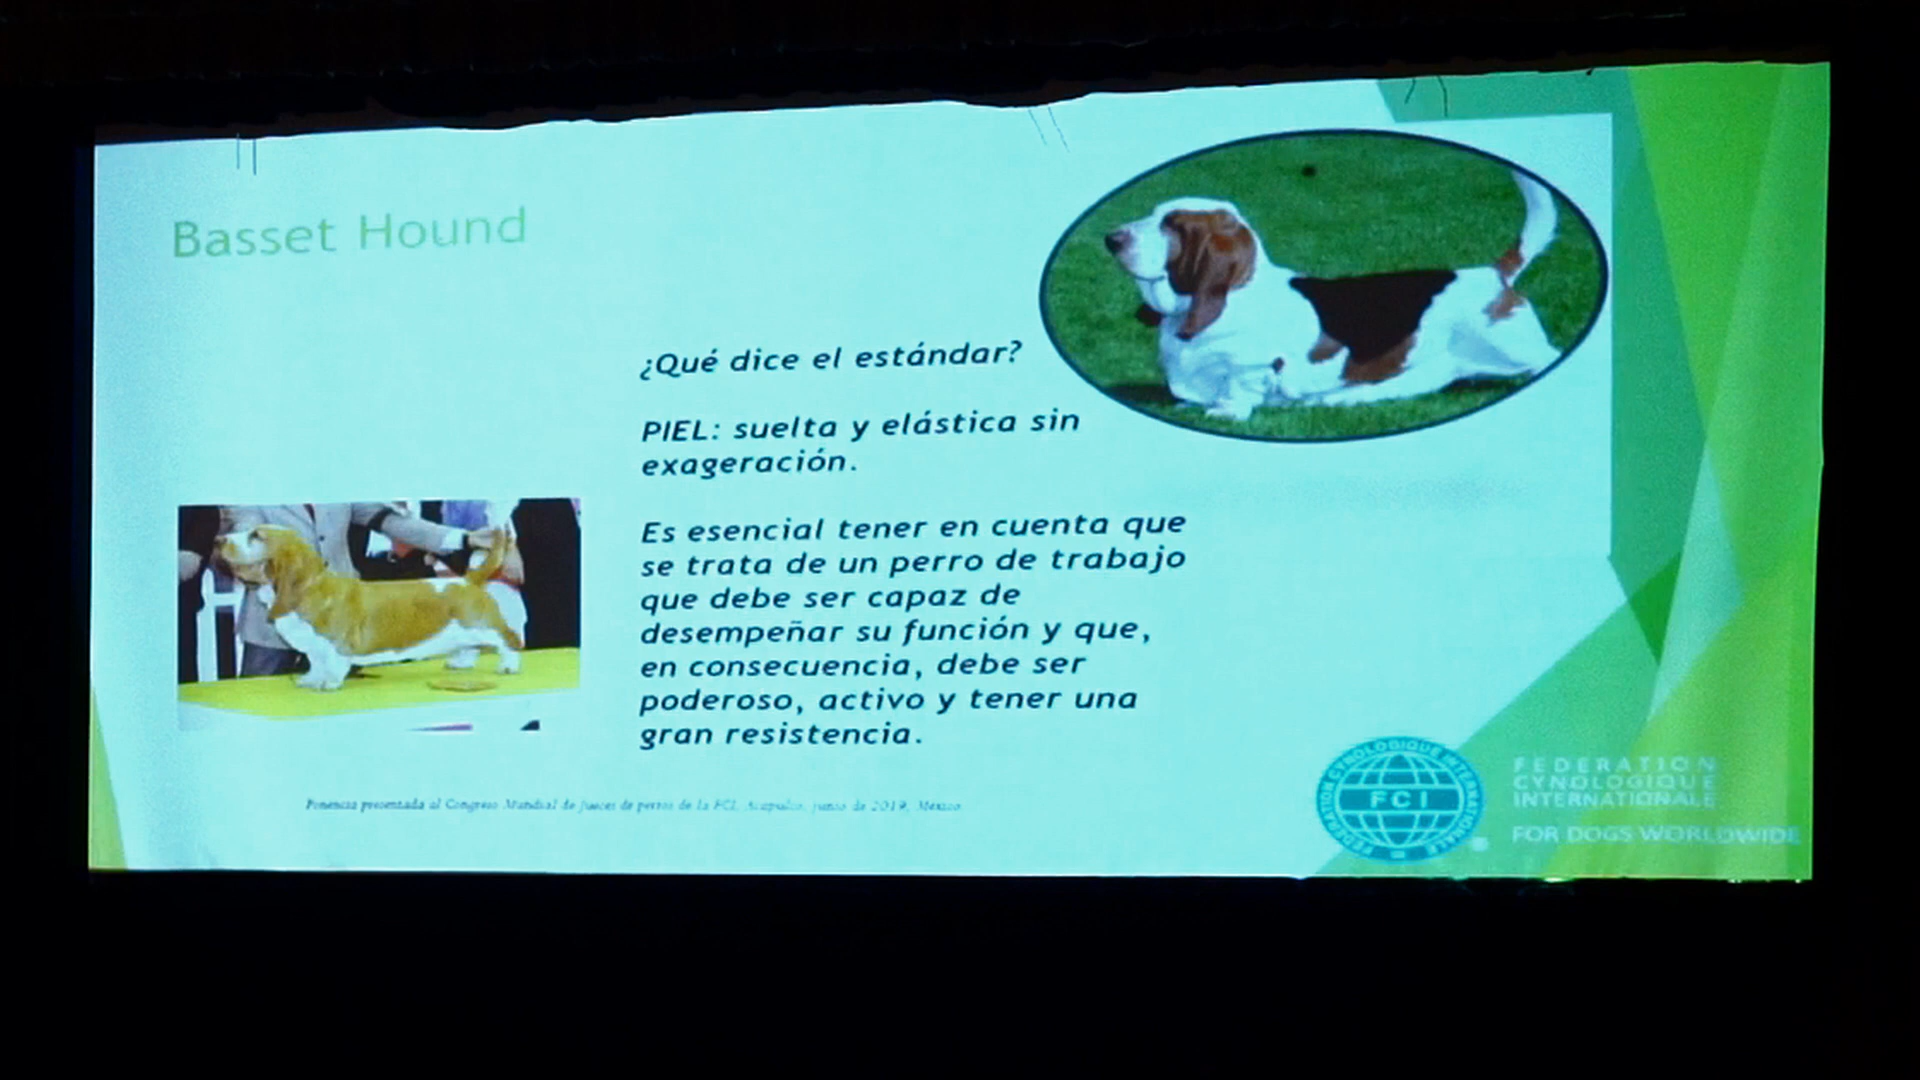 Basset Hound
¿Qué dice el estándar?
PIEL: suelta y elástica sin
exageración.
Es esencial tener en cuenta que
se trata de un perro de trabajo
que debe ser capaz de
desempeñar su función y que,
en consecuencia, debe ser
poderoso, activo y tener una
gran resistencia.
Ponencia presentada al Congreso Mundial de Jueces de perros de la FCI. Acapulco, junio de 2019, México
FEDERATION CYNOLOGIQUE INTERNATIONALE
FCI
FEDERATION
CYNOLOGIQUE
INTERNATIONALE
FOR DOGS WORLDWIDE